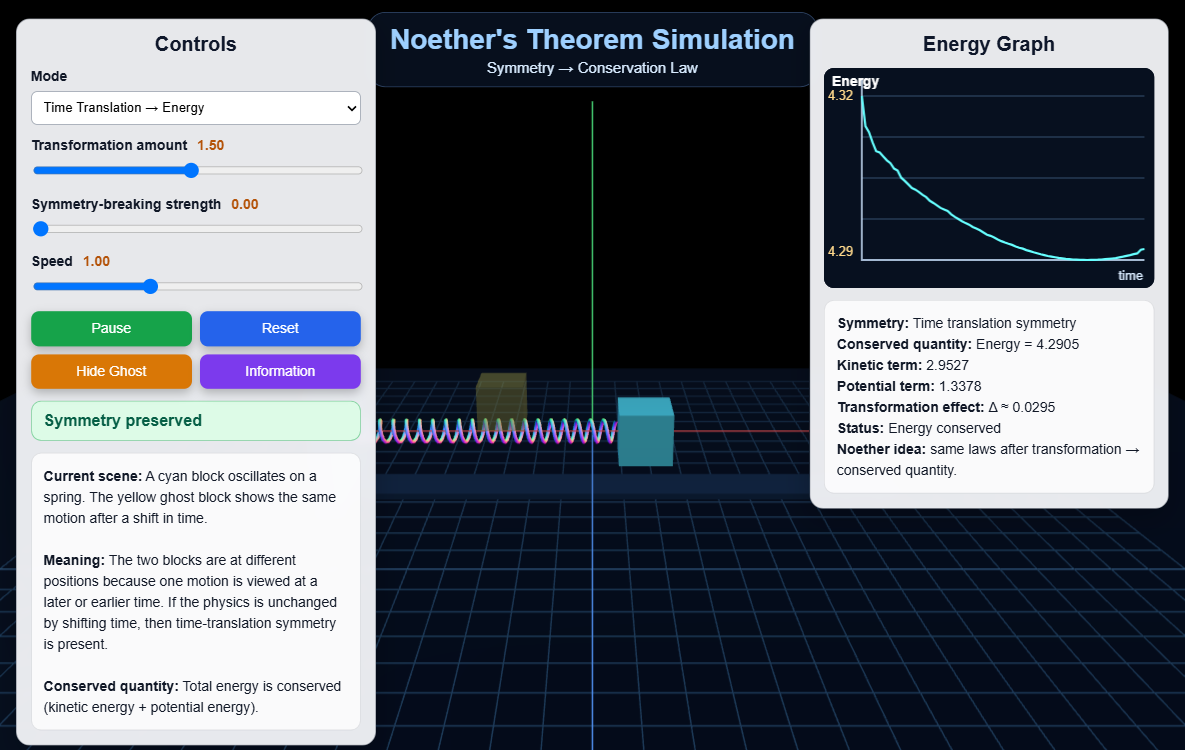 Controls
Mode
Time Translation → Energy
Transformation amount 1.50
Symmetry-breaking strength 0.00
Speed 1.00
Pause
Reset
Hide Ghost
Information
Symmetry preserved
Current scene: A cyan block oscillates on a
spring. The yellow ghost block shows the same
motion after a shift in time.
Meaning: The two blocks are at different
positions because one motion is viewed at a
later or earlier time. If the physics is unchanged
by shifting time, then time-translation symmetry
is present.
Conserved quantity: Total energy is conserved
(kinetic energy + potential energy).
Noether's Theorem Simulation
Symmetry → Conservation Law
Energy Graph
Energy
4.32
4.29
time
Symmetry: Time translation symmetry
Conserved quantity: Energy = 4.2905
Kinetic term: 2.9527
Potential term: 1.3378
Transformation effect: Δ ≈ 0.0295
Status: Energy conserved
Noether idea: same laws after transformation →
conserved quantity.